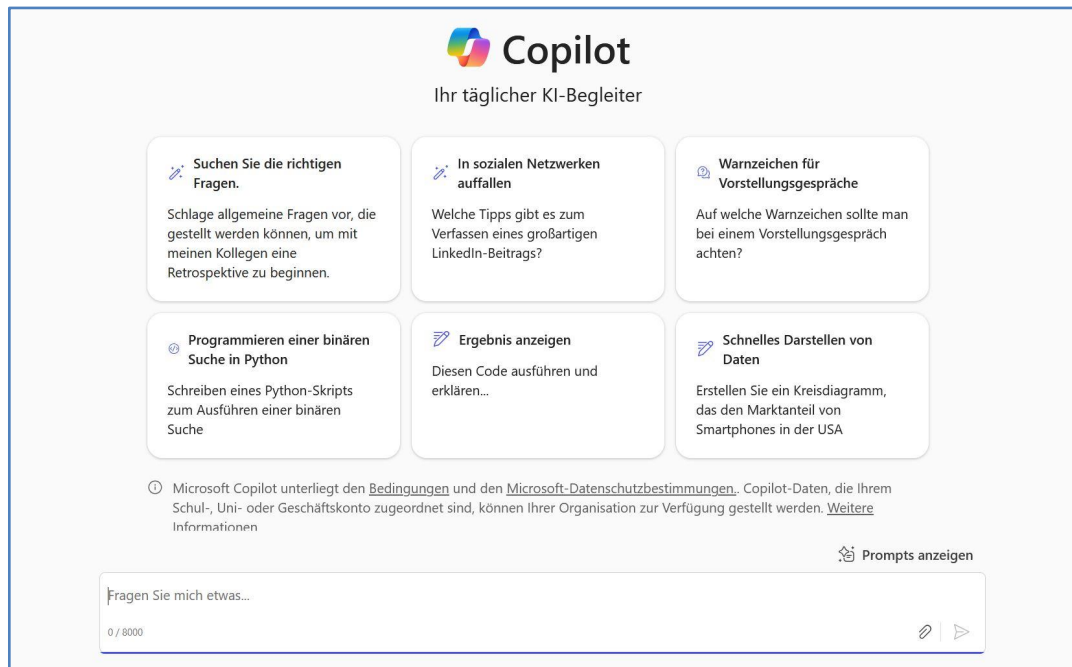 Copilot
Ihr täglicher KI-Begleiter
Suchen Sie die richtigen
Fragen.
Schlage allgemeine Fragen vor, die
gestellt werden können, um mit
meinen Kollegen eine
Retrospektive zu beginnen.
In sozialen Netzwerken
auffallen
Welche Tipps gibt es zum
Verfassen eines großartigen
LinkedIn-Beitrags?
Warnzeichen für
Vorstellungsgespräche
Auf welche Warnzeichen sollte man
bei einem Vorstellungsgespräch
achten?
Programmieren einer binären
Suche in Python
Schreiben eines Python-Skripts
zum Ausführen einer binären
Suche
Ergebnis anzeigen
Diesen Code ausführen und
erklären...
Schnelles Darstellen von
Daten
Erstellen Sie ein Kreisdiagramm,
das den Marktanteil von
Smartphones in der USA
Microsoft Copilot unterliegt den Bedingungen und den Microsoft-Datenschutzbestimmungen.. Copilot-Daten, die Ihrem
Schul-, Uni- oder Geschäftskonto zugeordnet sind, können Ihrer Organisation zur Verfügung gestellt werden. Weitere
Informationen
Prompts anzeigen
Fragen Sie mich etwas...
0 / 8000